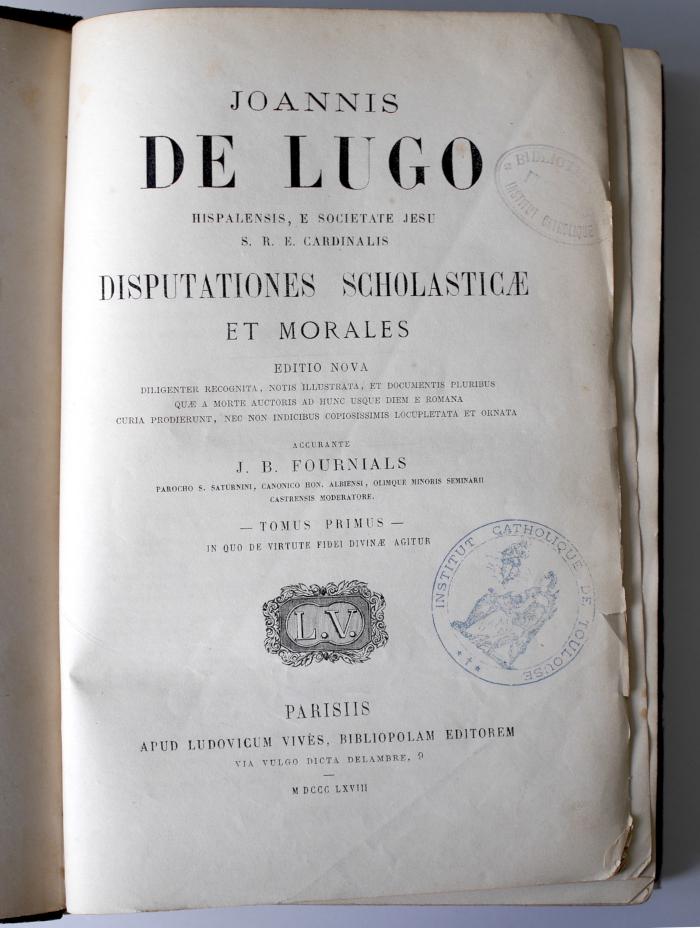 JOANNIS
DE LUGO
HISPALENSIS, E SOCIETATE JESU
S. R. E. CARDINALIS
DISPUTATIONES SCHOLASTICÆ
ET MORALES
EDITIO NOVA
DILIGENTER RECOGNITA, NOTIS ILLUSTRATA, ET DOCUMENTIS PLURIBUS
QUÆ A MORTE AUCTORIS AD HUNC USQUE DIEM E ROMANA
CURIA PRODIERUNT, NEC NON INDICIBUS COPIOSISSIMIS LOCUPLETATA ET ORNATA
ACCURANTE
J. B. FOURNIALS
PAROCHO S. SATURNINI, CANONICO HON. ALBIENSI, OLIMQUE MINORIS SEMINARII
CASTRENSIS MODERATORE.
— TOMUS PRIMUS —
IN QUO DE VIRTUTE FIDEI DIVINÆ AGITUR
L.V.
PARISIIS
APUD LUDOVICUM VIVÈS, BIBLIOPOLAM EDITOREM
VIA VULGO DICTA DELAMBRE, 9
M DCCC LXVIII
INSTITUT CATHOLIQUE
INSTITUT CATHOLIQUE DE TOULOUSE